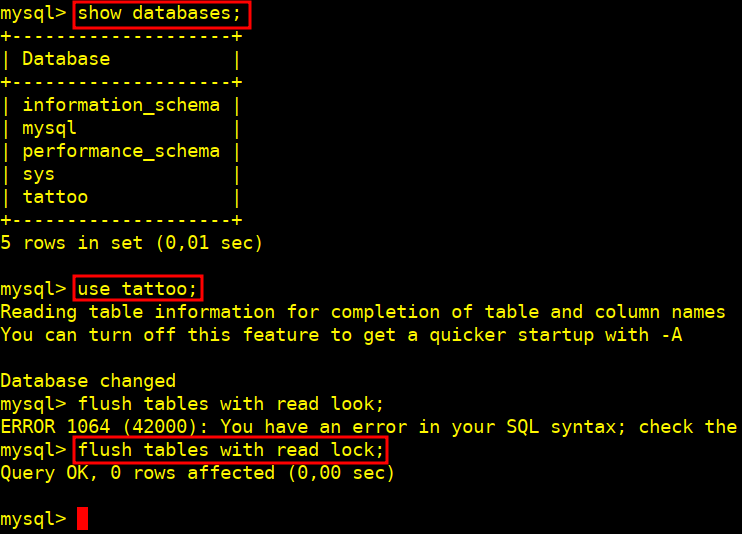 mysql> show databases;
+--------------------+
| Database           |
+--------------------+
| information_schema |
| mysql              |
| performance_schema |
| sys                |
| tattoo             |
+--------------------+
5 rows in set (0,01 sec)
mysql> use tattoo;
Reading table information for completion of table and column names
You can turn off this feature to get a quicker startup with -A
Database changed
mysql> flush tables with read look;
ERROR 1064 (42000): You have an error in your SQL syntax; check the
mysql> flush tables with read lock;
Query OK, 0 rows affected (0,00 sec)
mysql>